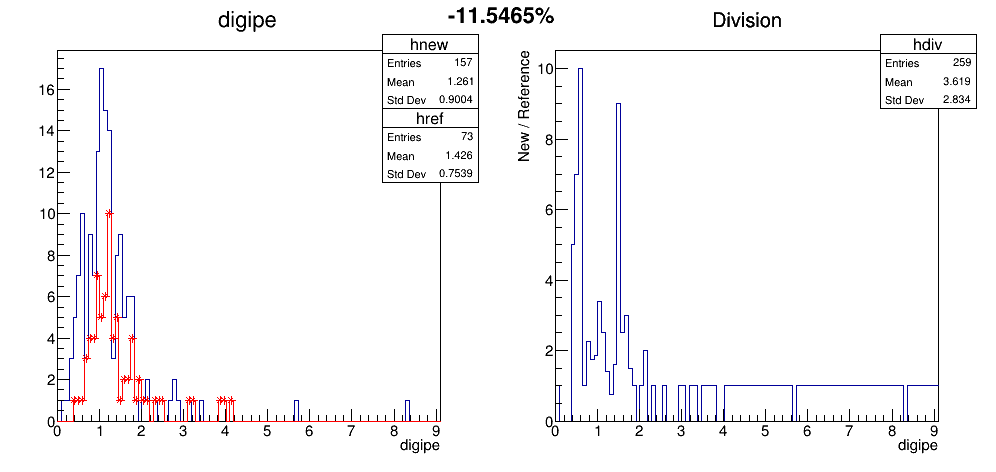 -11.5465%
digipe
hnew
Entries 157
Mean 1.261
Std Dev 0.9004
href
Entries 73
Mean 1.426
Std Dev 0.7539
16
14
12
10
8
6
4
2
0
0 1 2 3 4 5 6 7 8 9
digipe
Division
hdiv
Entries 259
Mean 3.619
Std Dev 2.834
New / Reference
10
8
6
4
2
0
0 1 2 3 4 5 6 7 8 9
digipe